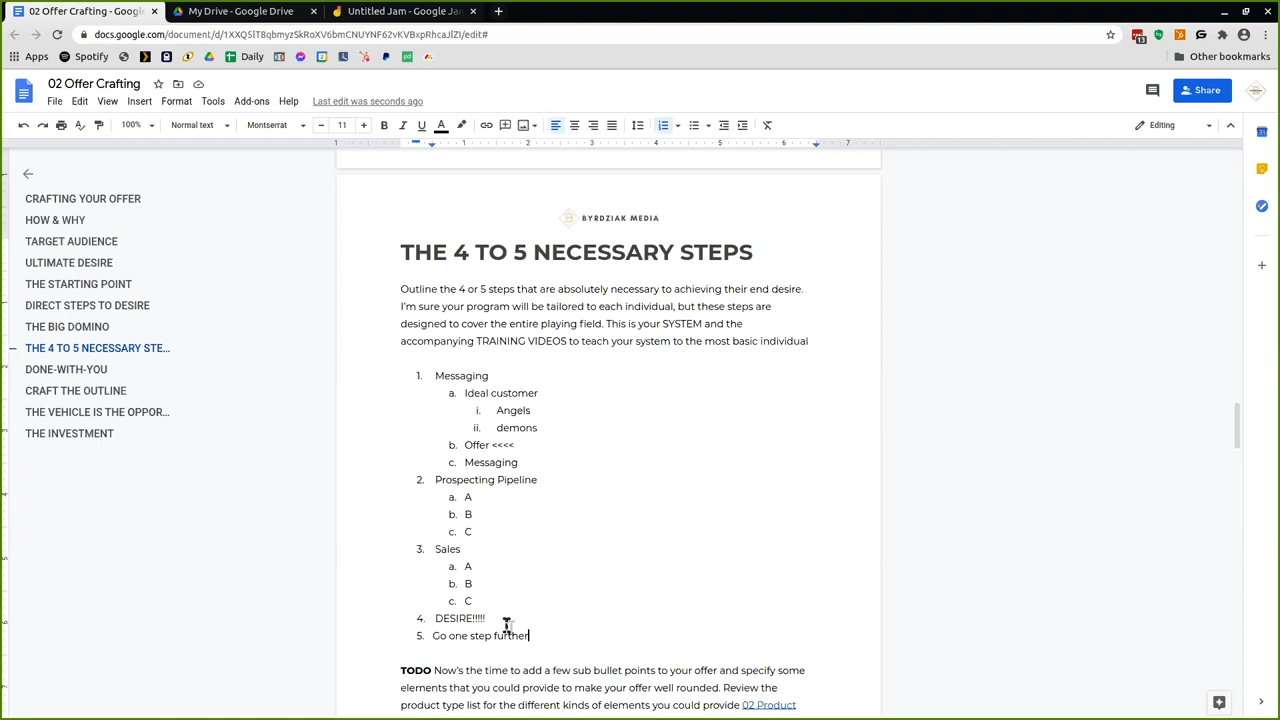 02 Offer Crafting - Google
My Drive - Google Drive
Untitled Jam - Google Jam
docs.google.com/document/d/1XXQ5lT8qbmyzSkRoXV6bmCNUYNF62vKVBxpRhcaJlZI/edit#
13
Apps
Spotify
Daily
Other bookmarks
02 Offer Crafting
File
Edit
View
Insert
Format
Tools
Add-ons
Help
Last edit was seconds ago
Share
100%
Normal text
Montserrat
11
B
I
U
A
Editing
1
1
2
3
4
5
6
7
CRAFTING YOUR OFFER
HOW & WHY
TARGET AUDIENCE
ULTIMATE DESIRE
THE STARTING POINT
DIRECT STEPS TO DESIRE
THE BIG DOMINO
THE 4 TO 5 NECESSARY STE...
DONE-WITH-YOU
CRAFT THE OUTLINE
THE VEHICLE IS THE OPPOR...
THE INVESTMENT
BYRDZIAK MEDIA
THE 4 TO 5 NECESSARY STEPS
Outline the 4 or 5 steps that are absolutely necessary to achieving their end desire.
I'm sure your program will be tailored to each individual, but these steps are
designed to cover the entire playing field. This is your SYSTEM and the
accompanying TRAINING VIDEOS to teach your system to the most basic individual
1. Messaging
a. Ideal customer
i. Angels
ii. demons
b. Offer <<<<
c. Messaging
2. Prospecting Pipeline
a. A
b. B
c. C
3. Sales
a. A
b. B
c. C
4. DESIRE!!!!!
5. Go one step further
TODO Now's the time to add a few sub bullet points to your offer and specify some
elements that you could provide to make your offer well rounded. Review the
product type list for the different kinds of elements you could provide 02 Product